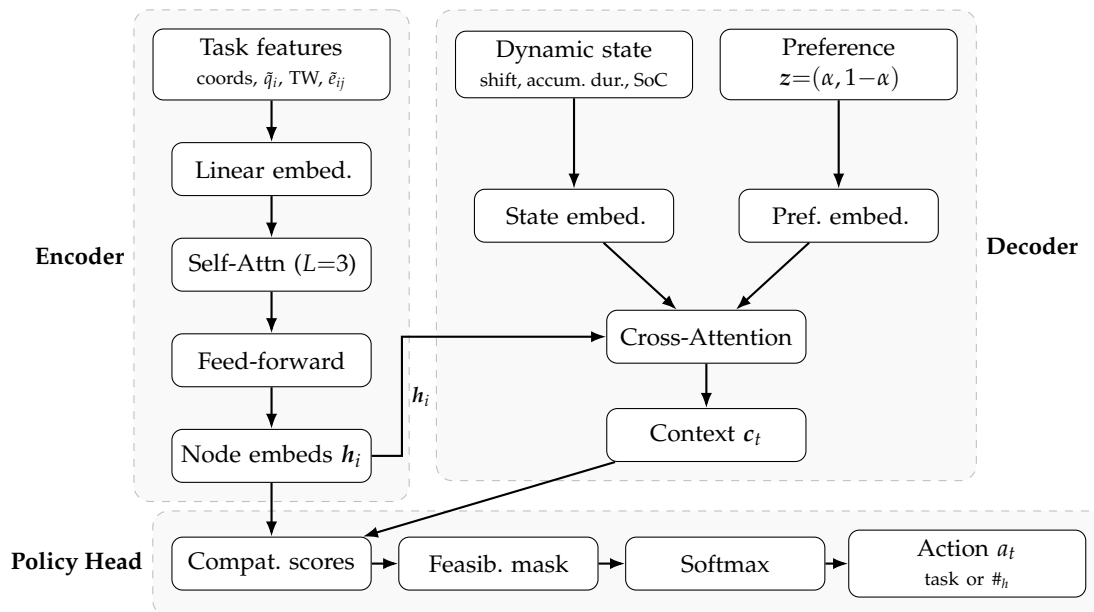 Task features
coords, q̃ᵢ, TW, ẽᵢⱼ
Linear embed.
Encoder
Self-Attn (L=3)
Feed-forward
Node embeds hᵢ
hᵢ
Dynamic state
shift, accum. dur., SoC
Preference
z=(α, 1−α)
State embed.
Pref. embed.
Decoder
Cross-Attention
Context cₜ
Policy Head
Compat. scores
Feasib. mask
Softmax
Action aₜ
task or #ₕ